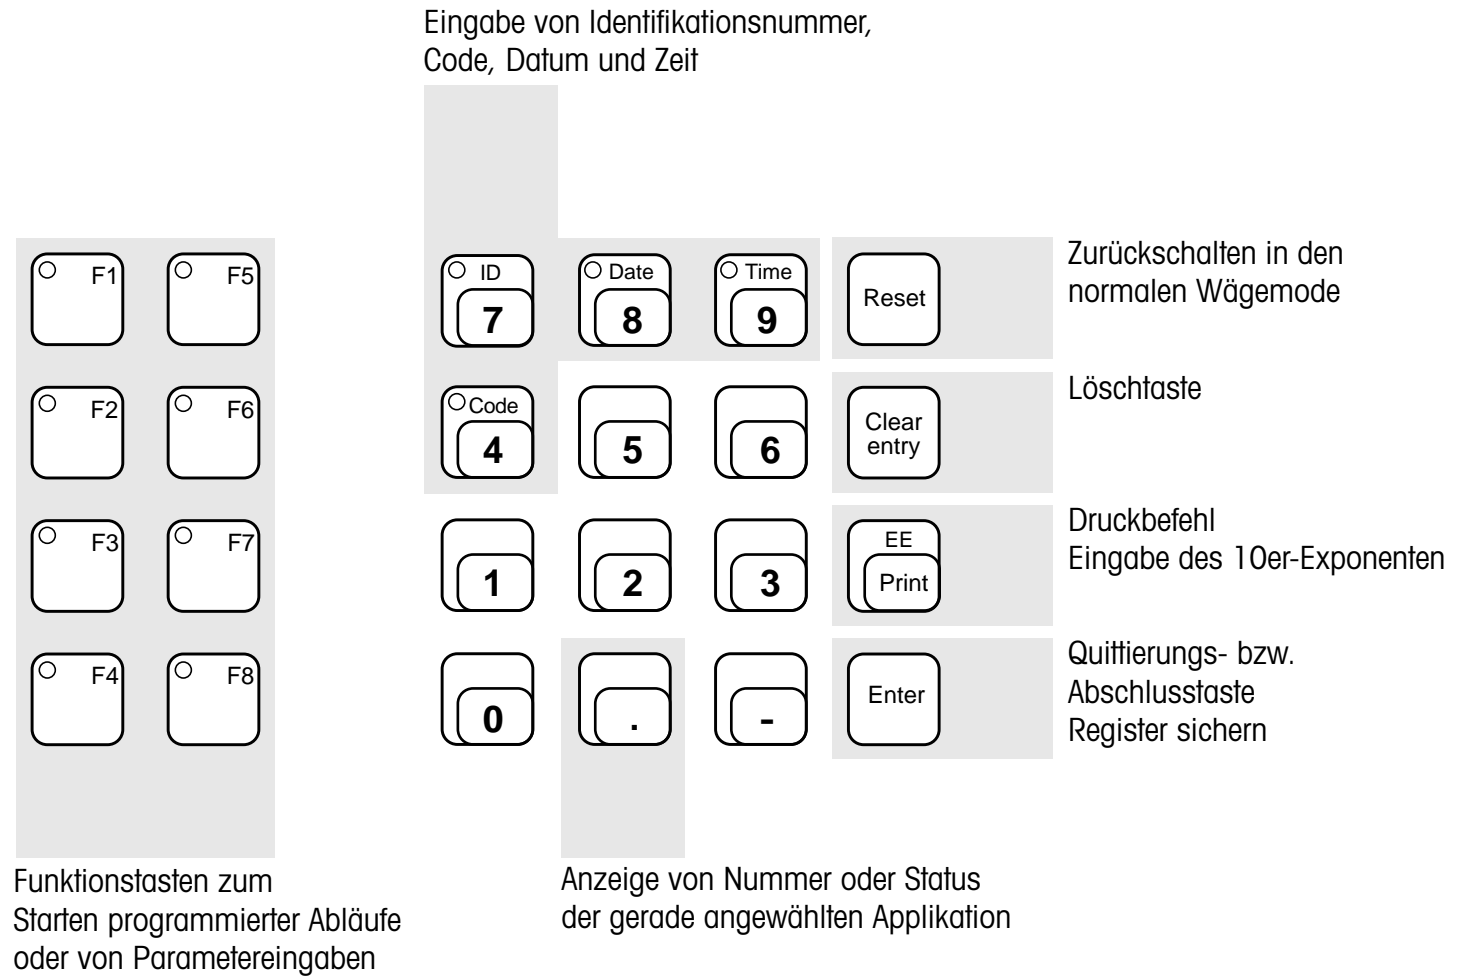 Eingabe von Identifikationsnummer,
Code, Datum und Zeit
F1 F5
ID Date Time
7 8 9
Reset
Zurückschalten in den
normalen Wägemode
F2 F6
Code
4 5 6
Clear
entry
Löschtaste
F3 F7
1 2 3
EE
Print
Druckbefehl
Eingabe des 10er-Exponenten
F4 F8
0 . -
Enter
Quittierungs- bzw.
Abschlusstaste
Register sichern
Funktionstasten zum
Starten programmierter Abläufe
oder von Parametereingaben
Anzeige von Nummer oder Status
der gerade angewählten Applikation